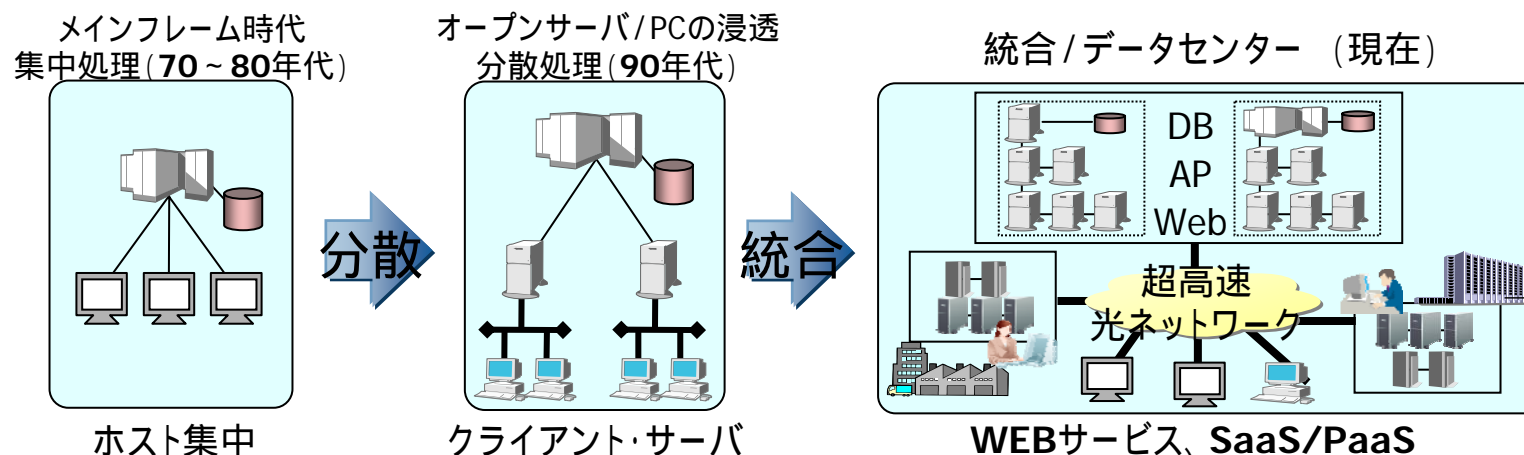 メインフレーム時代
集中処理(70~80年代)
オープンサーバ/PCの浸透
分散処理(90年代)
統合/データセンター (現在)
分散
統合
DB
AP
Web
超高速
光ネットワーク
ホスト集中
クライアント・サーバ
WEBサービス、SaaS/PaaS